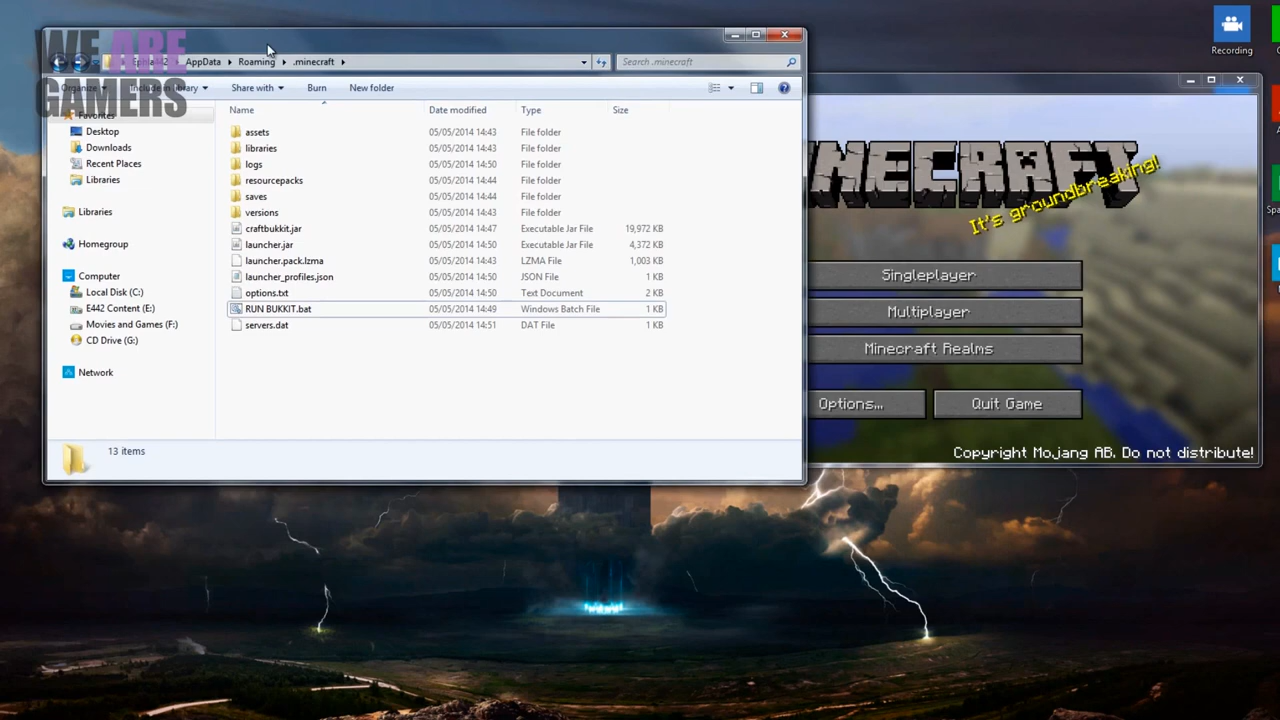 WE ARE
GAMERS
AppData
Roaming
.minecraft
Search .minecraft
Include in library
Share with
Burn
New folder
Name
Date modified
Type
Size
Favorites
Desktop
Downloads
Recent Places
Libraries
Libraries
Homegroup
Computer
Local Disk (C:)
E442 Content (E:)
Movies and Games (F:)
CD Drive (G:)
Network
assets 05/05/2014 14:43 File folder
libraries 05/05/2014 14:43 File folder
logs 05/05/2014 14:50 File folder
resourcepacks 05/05/2014 14:44 File folder
saves 05/05/2014 14:44 File folder
versions 05/05/2014 14:43 File folder
craftbukkit.jar 05/05/2014 14:47 Executable Jar File 19,972 KB
launcher.jar 05/05/2014 14:50 Executable Jar File 4,372 KB
launcher.pack.lzma 05/05/2014 14:43 LZMA File 1,003 KB
launcher_profiles.json 05/05/2014 14:50 JSON File 1 KB
options.txt 05/05/2014 14:50 Text Document 2 KB
RUN BUKKIT.bat 05/05/2014 14:49 Windows Batch File 1 KB
servers.dat 05/05/2014 14:51 DAT File 1 KB
13 items
NECRAFT
It's groundbreaking!
Singleplayer
Multiplayer
Minecraft Realms
Options...
Quit Game
Copyright Mojang AB. Do not distribute!
Recording